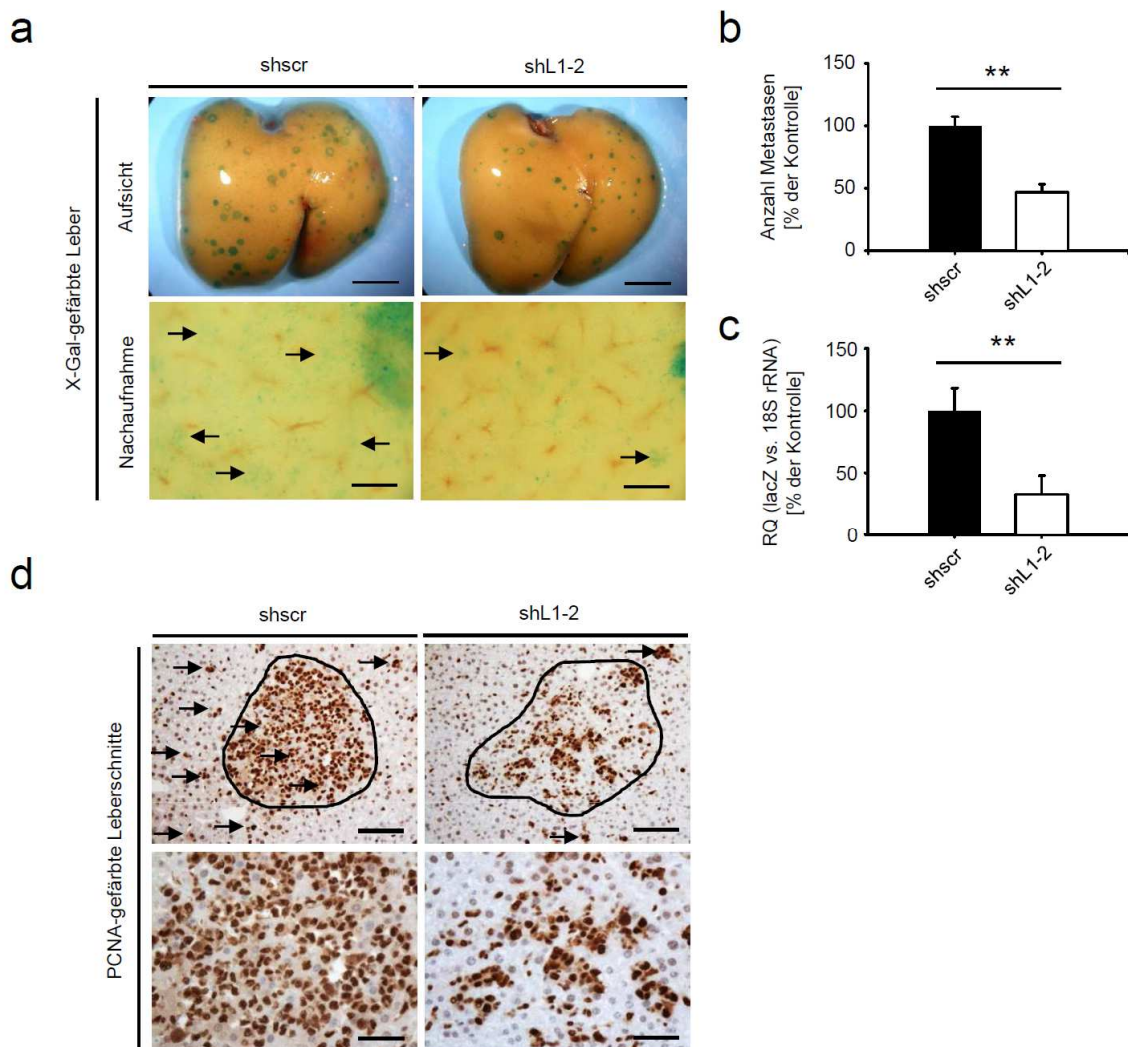 a
shscr
shL1-2
X-Gal-gefärbte Leber
Aufsicht
Nachaufnahme
b
Anzahl Metastasen
[% der Kontrolle]
150
100
50
0
**
shscr
shL1-2
c
RQ (lacZ vs. 18S rRNA)
[% der Kontrolle]
150
100
50
0
**
shscr
shL1-2
d
shscr
shL1-2
PCNA-gefärbte Leberschnitte